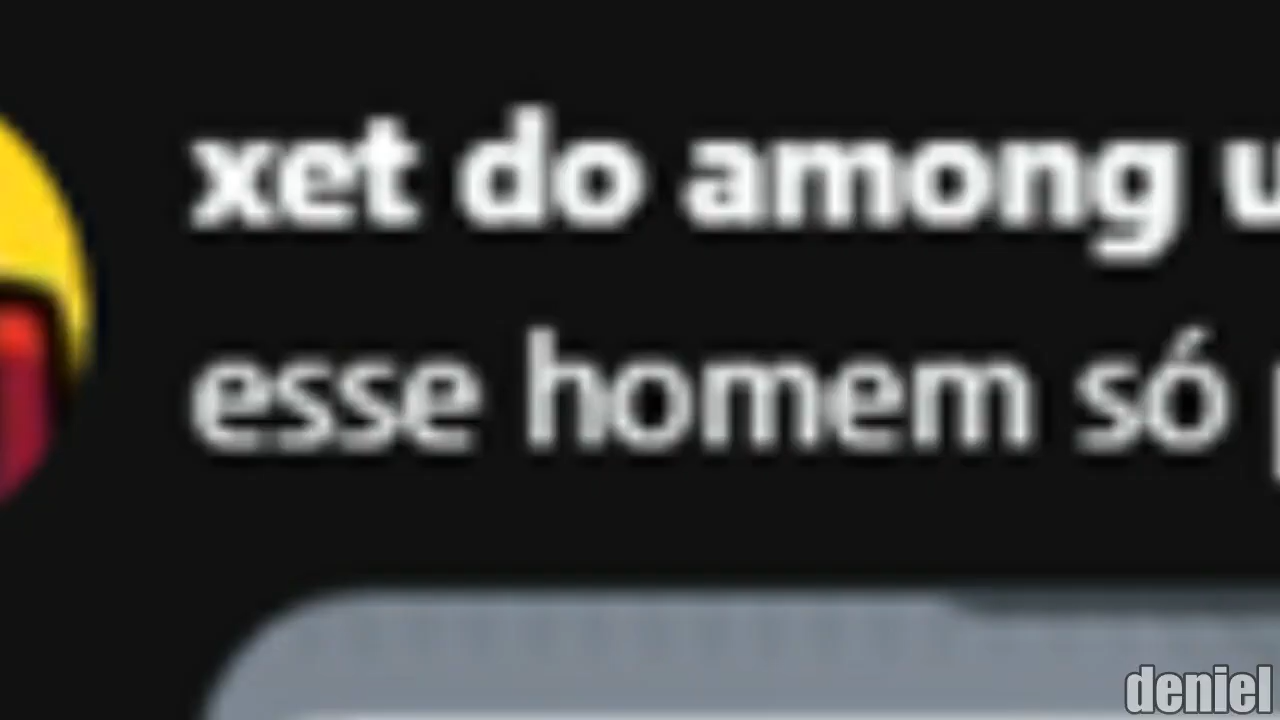 xet do among
esse homem só
deniel